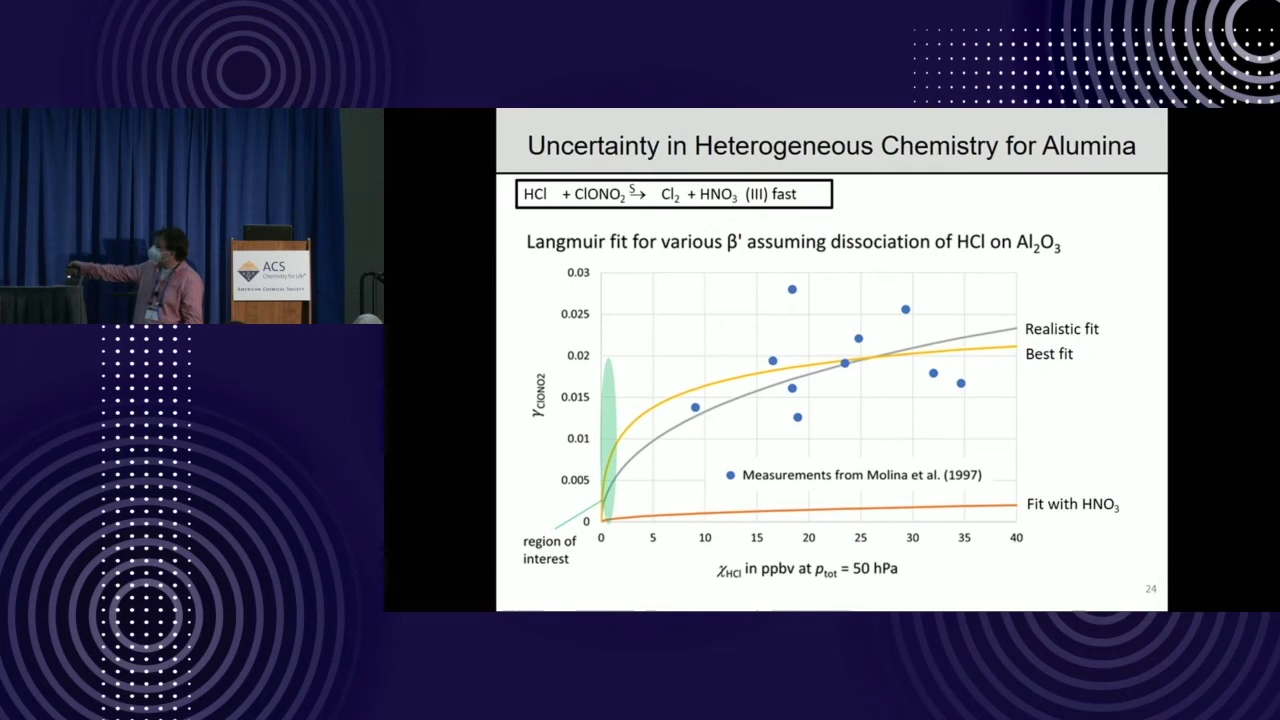 Uncertainty in Heterogeneous Chemistry for Alumina
HCl + ClONO₂ S→ Cl₂ + HNO₃ (III) fast
Langmuir fit for various β' assuming dissociation of HCl on Al₂O₃
0.03
0.025
0.02
0.015
0.01
0.005
0
γClONO2
Realistic fit
Best fit
Measurements from Molina et al. (1997)
Fit with HNO₃
region of
interest
0 5 10 15 20 25 30 35 40
χHCl in ppbv at ptot = 50 hPa
24
ACS
Chemistry for Life®
AMERICAN CHEMICAL SOCIETY